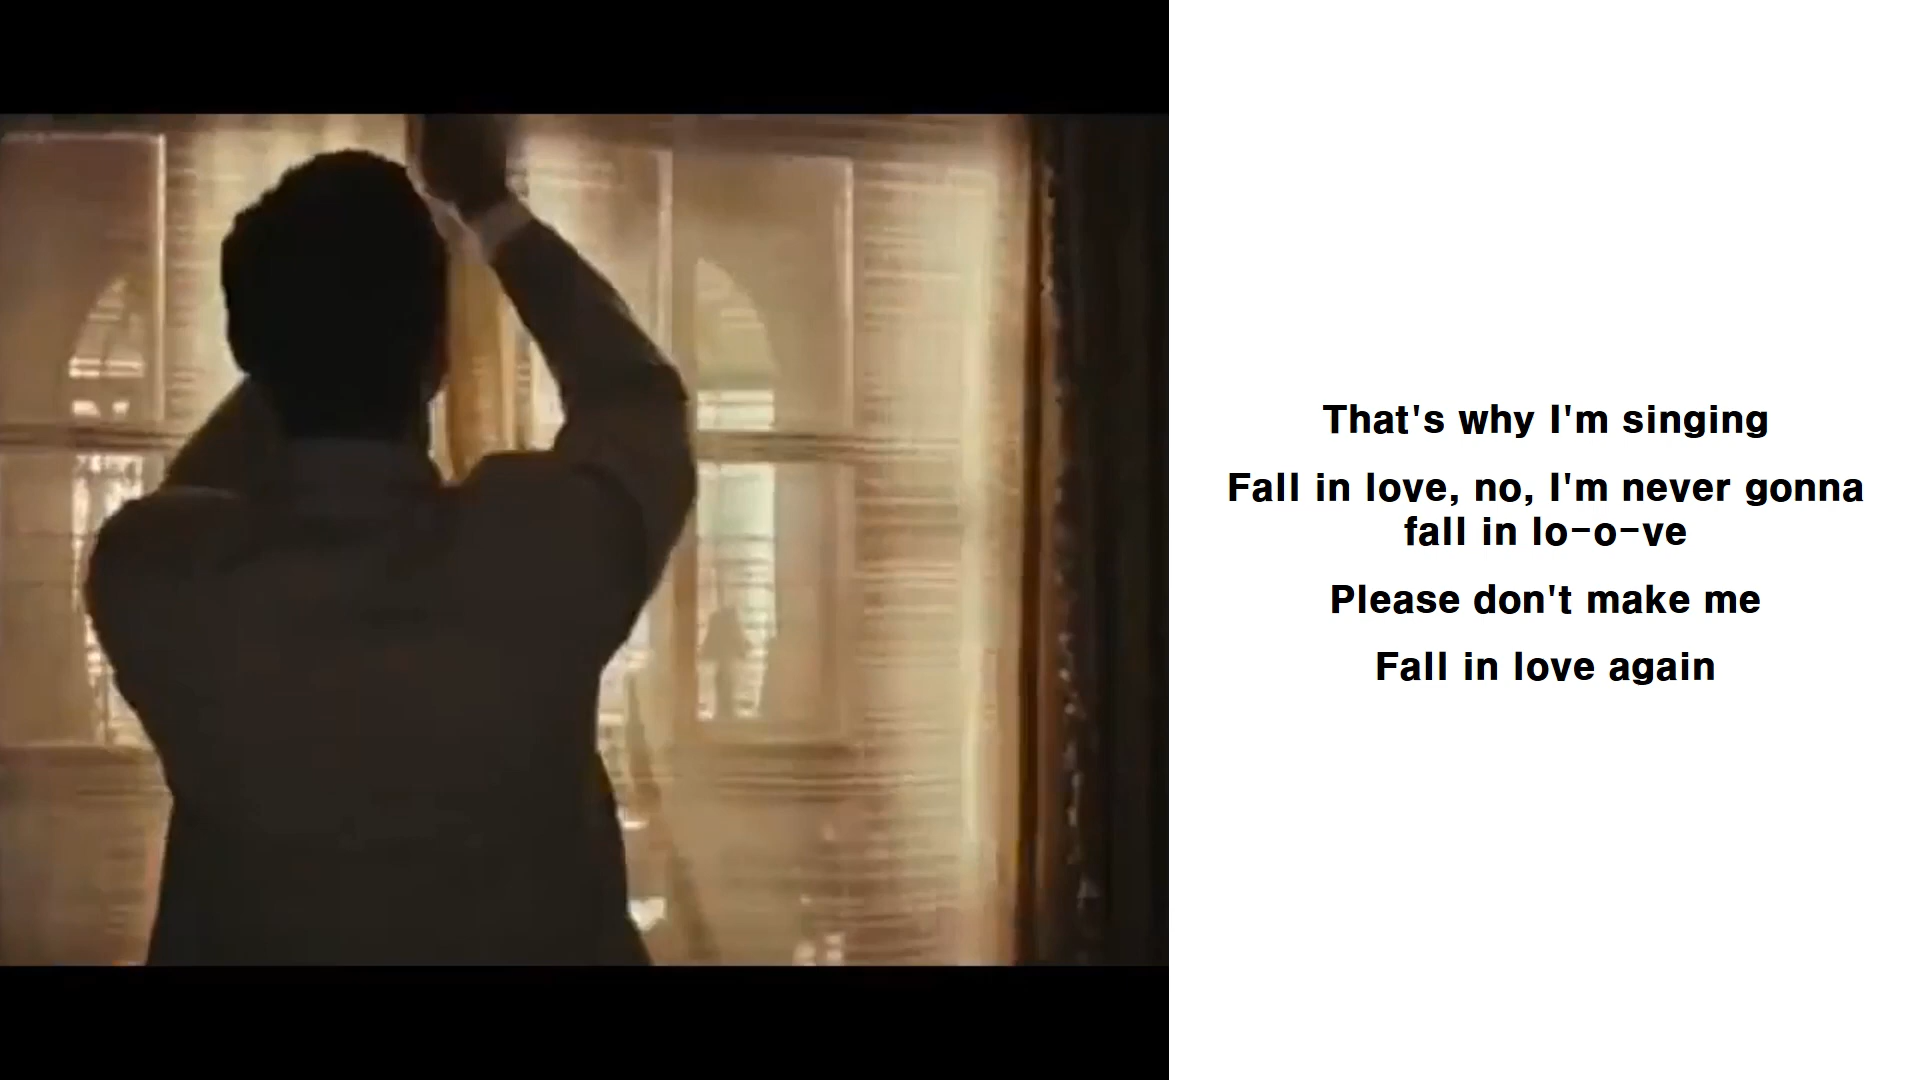 That's why I'm singing
Fall in love, no, I'm never gonna
fall in lo-o-ve
Please don't make me
Fall in love again